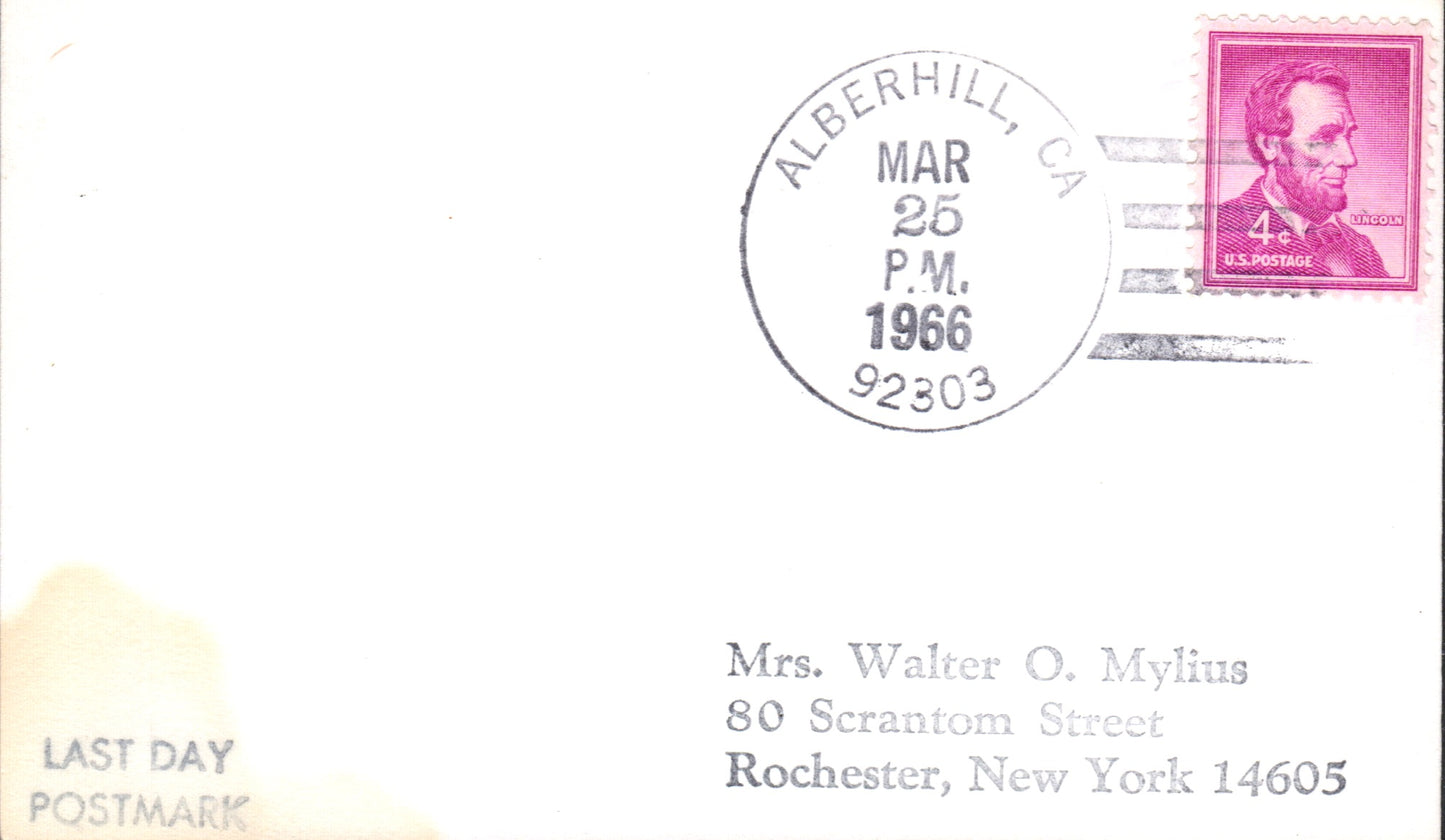 ALBERHILL, CA
MAR
25
P.M.
1966
92303
LINCOLN
4¢
U.S. POSTAGE
Mrs. Walter O. Mylius
80 Scrantom Street
Rochester, New York 14605
LAST DAY
POSTMARK